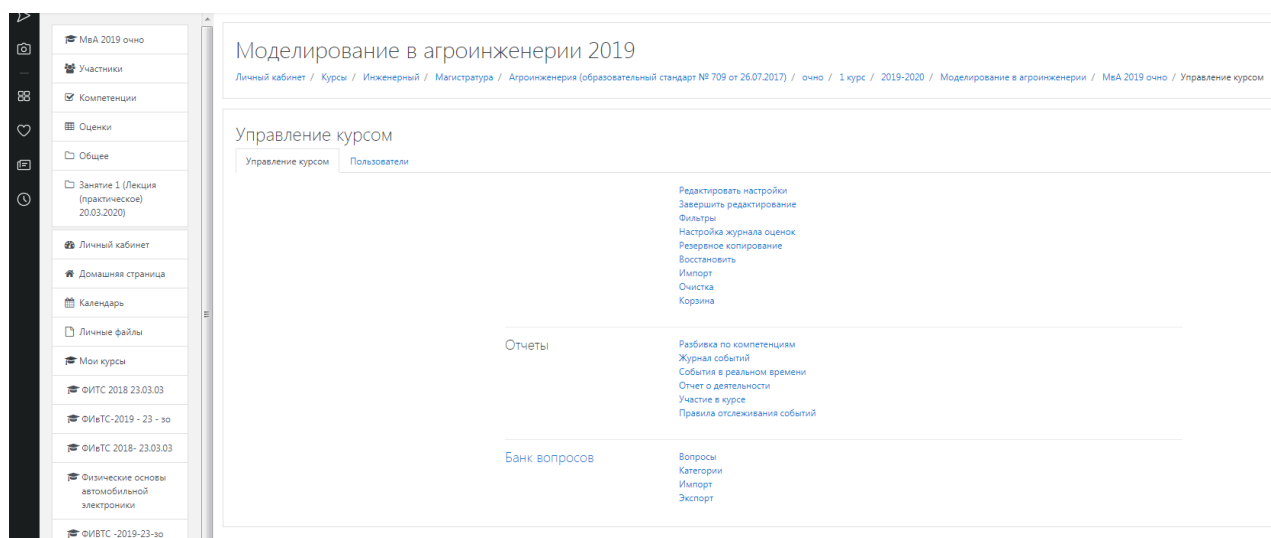 МвА 2019 очно
Участники
Компетенции
Оценки
Общее
Занятие 1 (Лекция
(практическое)
20.03.2020)
Личный кабинет
Домашняя страница
Календарь
Личные файлы
Мои курсы
ФИТС 2018 23.03.03
ФИвТС-2019 - 23 - зо
ФИвТС 2018- 23.03.03
Физические основы
автомобильной
электроники
ФИВТС -2019-23-зо
Моделирование в агроинженерии 2019
Личный кабинет / Курсы / Инженерный / Магистратура / Агроинженерия (образовательный стандарт № 709 от 26.07.2017) / очно / 1 курс / 2019-2020 / Моделирование в агроинженерии / МвА 2019 очно / Управление курсом
Управление курсом
Управление курсом Пользователи
Редактировать настройки
Завершить редактирование
Фильтры
Настройка журнала оценок
Резервное копирование
Восстановить
Импорт
Очистка
Корзина
Отчеты
Разбивка по компетенциям
Журнал событий
События в реальном времени
Отчет о деятельности
Участие в курсе
Правила отслеживания событий
Банк вопросов
Вопросы
Категории
Импорт
Экспорт